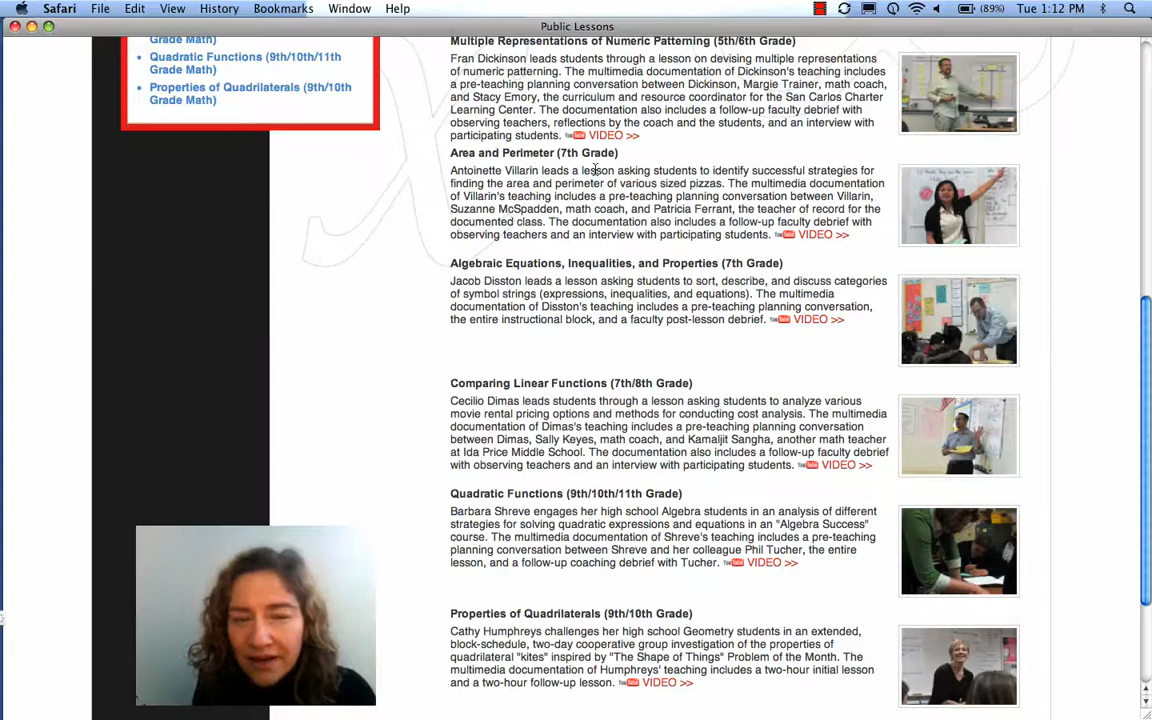 Safari File Edit View History Bookmarks Window Help (89%) Tue 1:12 PM
Public Lessons
Grade Math)
• Quadratic Functions (9th/10th/11th
Grade Math)
• Properties of Quadrilaterals (9th/10th
Grade Math)
Multiple Representations of Numeric Patterning (5th/6th Grade)
Fran Dickinson leads students through a lesson on devising multiple representations
of numeric patterning. The multimedia documentation of Dickinson's teaching includes
a pre-teaching planning conversation between Dickinson, Margie Trainer, math coach,
and Stacy Emory, the curriculum and resource coordinator for the San Carlos Charter
Learning Center. The documentation also includes a follow-up faculty debrief with
observing teachers, reflections by the coach and the students, and an interview with
participating students. VIDEO >>
Area and Perimeter (7th Grade)
Antoinette Villarin leads a lesson asking students to identify successful strategies for
finding the area and perimeter of various sized pizzas. The multimedia documentation
of Villarin's teaching includes a pre-teaching planning conversation between Villarin,
Suzanne McSpadden, math coach, and Patricia Ferrant, the teacher of record for the
documented class. The documentation also includes a follow-up faculty debrief with
observing teachers and an interview with participating students. VIDEO >>
Algebraic Equations, Inequalities, and Properties (7th Grade)
Jacob Disston leads a lesson asking students to sort, describe, and discuss categories
of symbol strings (expressions, inequalities, and equations). The multimedia
documentation of Disston's teaching includes a pre-teaching planning conversation,
the entire instructional block, and a faculty post-lesson debrief. VIDEO >>
Comparing Linear Functions (7th/8th Grade)
Cecilio Dimas leads students through a lesson asking students to analyze various
movie rental pricing options and methods for conducting cost analysis. The multimedia
documentation of Dimas's teaching includes a pre-teaching planning conversation
between Dimas, Sally Keyes, math coach, and Kamaljit Sangha, another math teacher
at Ida Price Middle School. The documentation also includes a follow-up faculty debrief
with observing teachers and an interview with participating students. VIDEO >>
Quadratic Functions (9th/10th/11th Grade)
Barbara Shreve engages her high school Algebra students in an analysis of different
strategies for solving quadratic expressions and equations in an "Algebra Success"
course. The multimedia documentation of Shreve's teaching includes a pre-teaching
planning conversation between Shreve and her colleague Phil Tucher, the entire
lesson, and a follow-up coaching debrief with Tucher. VIDEO >>
Properties of Quadrilaterals (9th/10th Grade)
Cathy Humphreys challenges her high school Geometry students in an extended,
block-schedule, two-day cooperative group investigation of the properties of
quadrilateral "kites" inspired by "The Shape of Things" Problem of the Month. The
multimedia documentation of Humphreys' teaching includes a two-hour initial lesson
and a two-hour follow-up lesson. VIDEO >>